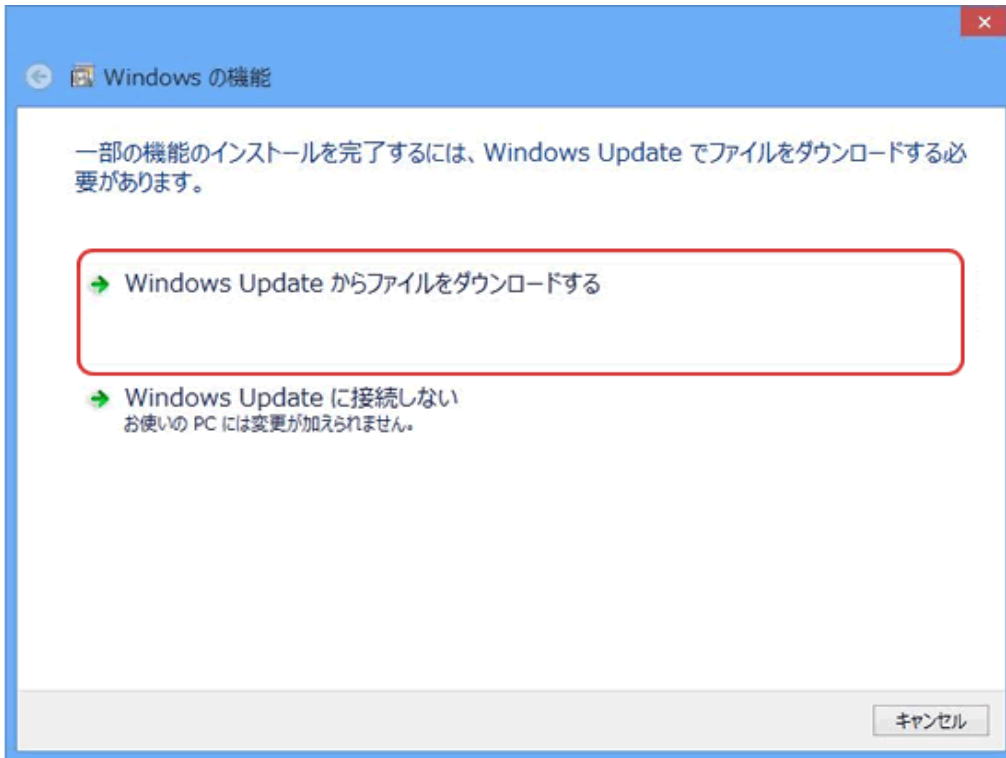 Windows の機能
一部の機能のインストールを完了するには、Windows Update でファイルをダウンロードする必
要があります。
Windows Update からファイルをダウンロードする
Windows Update に接続しない
お使いの PC には変更が加えられません。
キャンセル